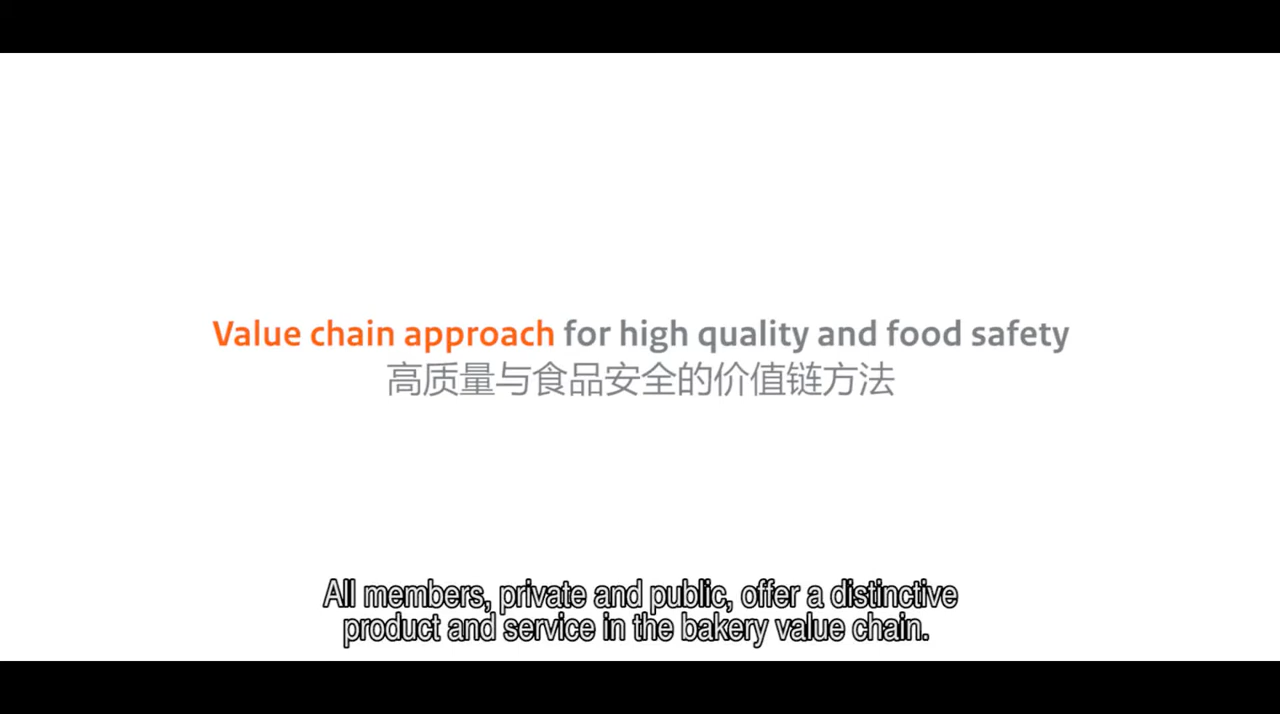 Value chain approach for high quality and food safety
高质量与食品安全的价值链方法
All members, private and public, offer a distinctive
product and service in the bakery value chain.